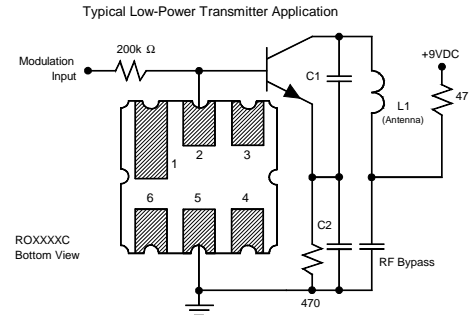 Typical Low-Power Transmitter Application
200k Ω
Modulation
Input
+9VDC
C1
47
L1
(Antenna)
1
2
3
6
5
4
C2
ROXXXXC
Bottom View
RF Bypass
470